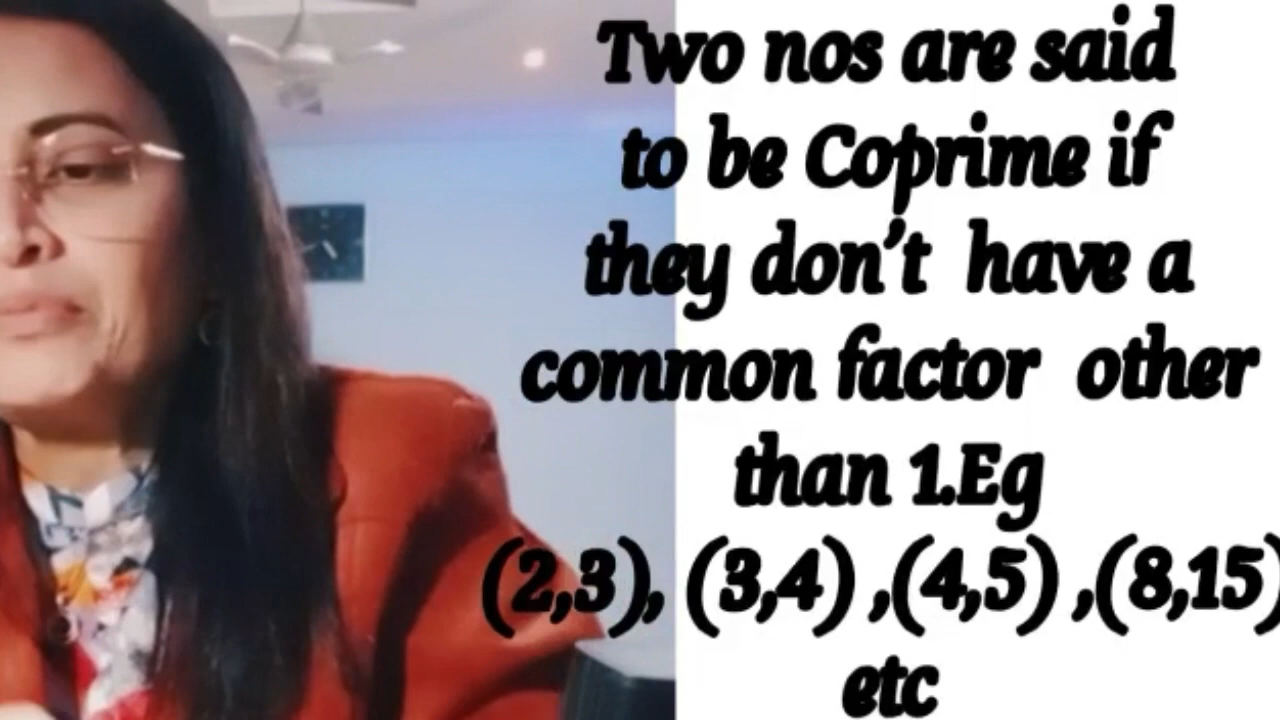 Two nos are said
to be Coprime if
they don't have a
common factor other
than 1.Eg
(2,3), (3,4) ,(4,5) ,(8,15)
etc